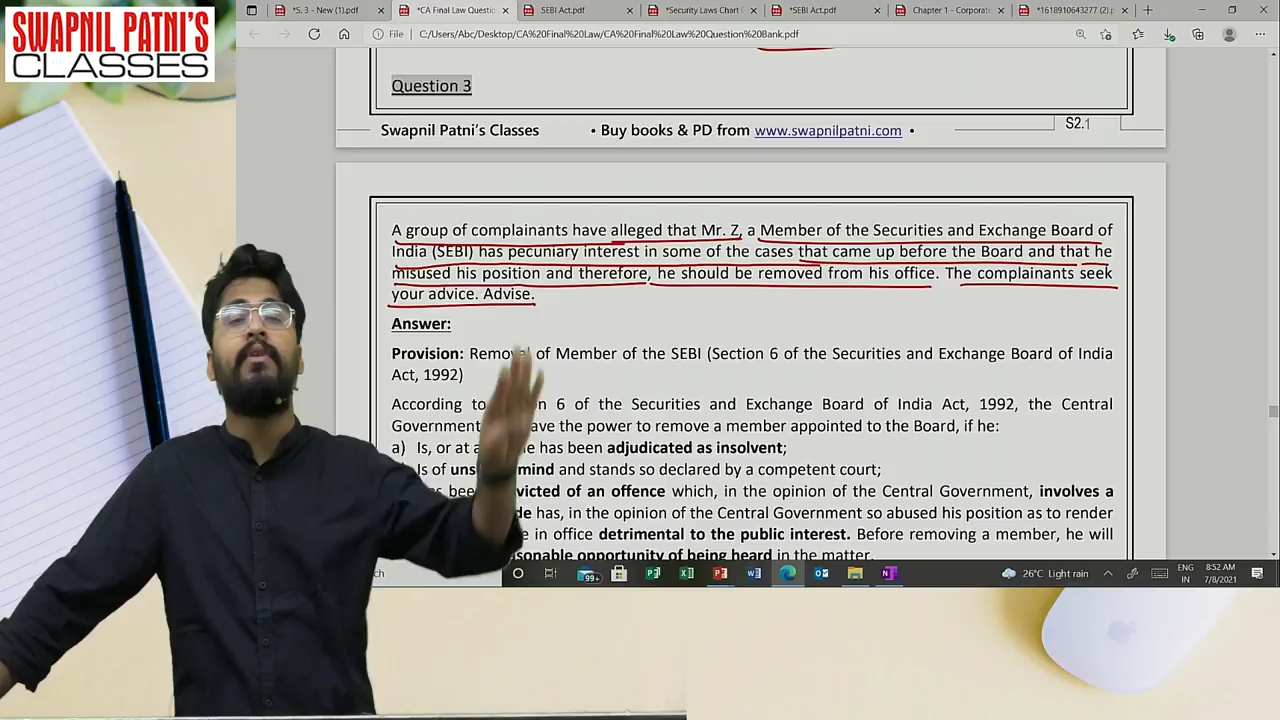 SWAPNIL PATNI'S
CLASSES
*S. 3 - New (1).pdf
*CA Final Law Questio
SEBI Act.pdf
*Security Laws Chart
*SEBI Act.pdf
Chapter 1 - Corporat
*1618910643277 (2).p
File
C:/Users/Abc/Desktop/CA%20Final%20Law/CA%20Final%20Law%20Question%20Bank.pdf
Question 3
Swapnil Patni's Classes • Buy books & PD from www.swapnilpatni.com •
S2.1
A group of complainants have alleged that Mr. Z, a Member of the Securities and Exchange Board of
India (SEBI) has pecuniary interest in some of the cases that came up before the Board and that he
misused his position and therefore, he should be removed from his office. The complainants seek
your advice. Advise.
Answer:
Provision: Removal of Member of the SEBI (Section 6 of the Securities and Exchange Board of India
Act, 1992)
According to 6 of the Securities and Exchange Board of India Act, 1992, the Central
Government have the power to remove a member appointed to the Board, if he:
a) Is, or at has been adjudicated as insolvent;
Is of mind and stands so declared by a competent court;
of an offence which, in the opinion of the Central Government, involves a
has, in the opinion of the Central Government so abused his position as to render
in office detrimental to the public interest. Before removing a member, he will
opportunity of being heard in the matter.
99+
26°C Light rain
ENG
IN
8:52 AM
7/8/2021